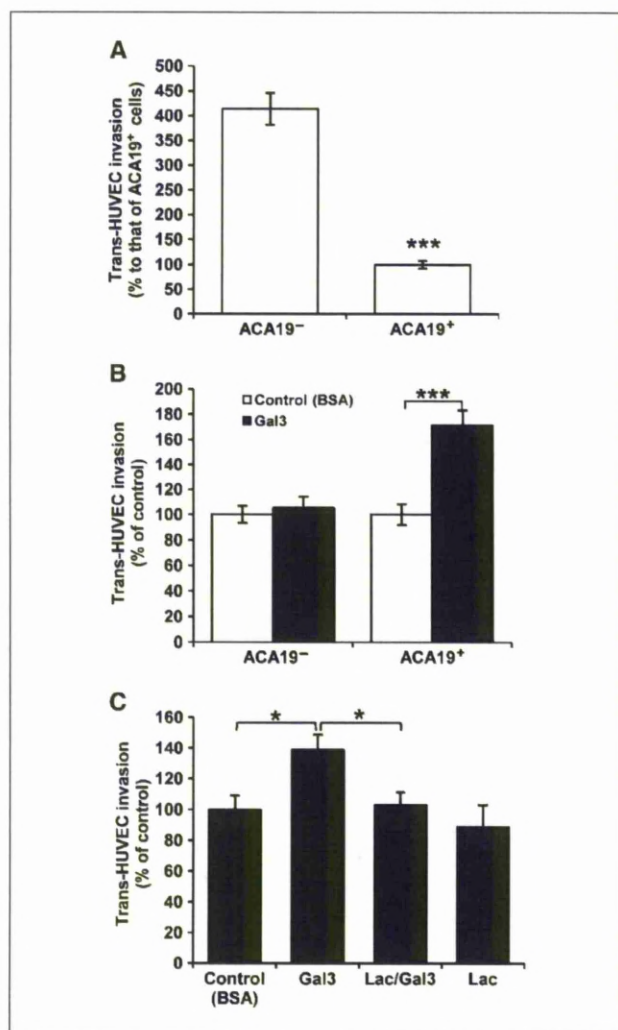 A
Trans-HUVEC invasion
(% to that of ACA19⁺ cells)
500
450
400
350
300
250
200
150
100
50
0
***
ACA19⁻
ACA19⁺
B
Trans-HUVEC invasion
(% of control)
200
180
160
140
120
100
80
60
40
20
0
Control (BSA)
Gal3
***
ACA19⁻
ACA19⁺
C
Trans-HUVEC invasion
(% of control)
160
140
120
100
80
60
40
20
0
*
*
Control
(BSA)
Gal3
Lac/Gal3
Lac